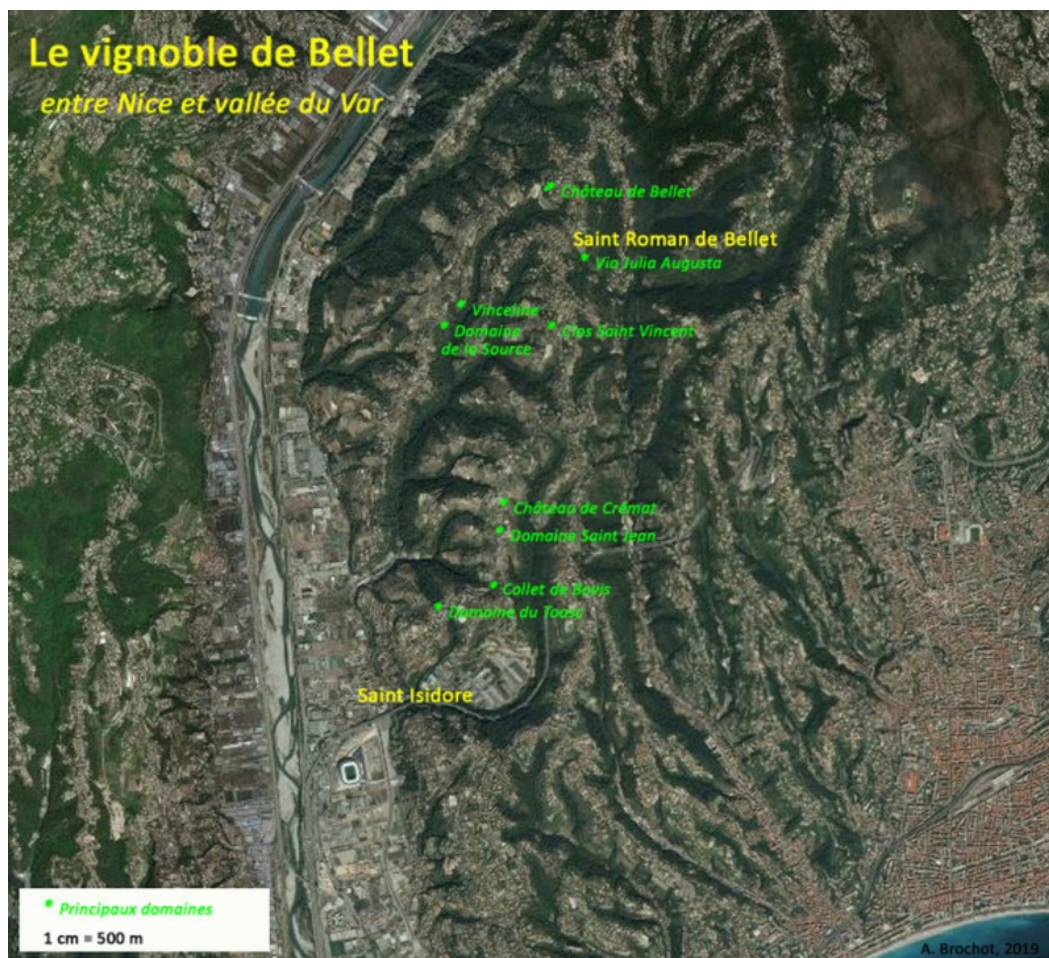 Le vignoble de Bellet
entre Nice et vallée du Var
Château de Bellet
Saint Roman de Bellet
Via Julia Augusta
Vinceline
Domaine
de la Source
Clos Saint Vincent
Château de Crémat
Domaine Saint Jean
Collet de Bovis
Domaine du Toasc
Saint Isidore
Principaux domaines
1 cm = 500 m
A. Brochot, 2019